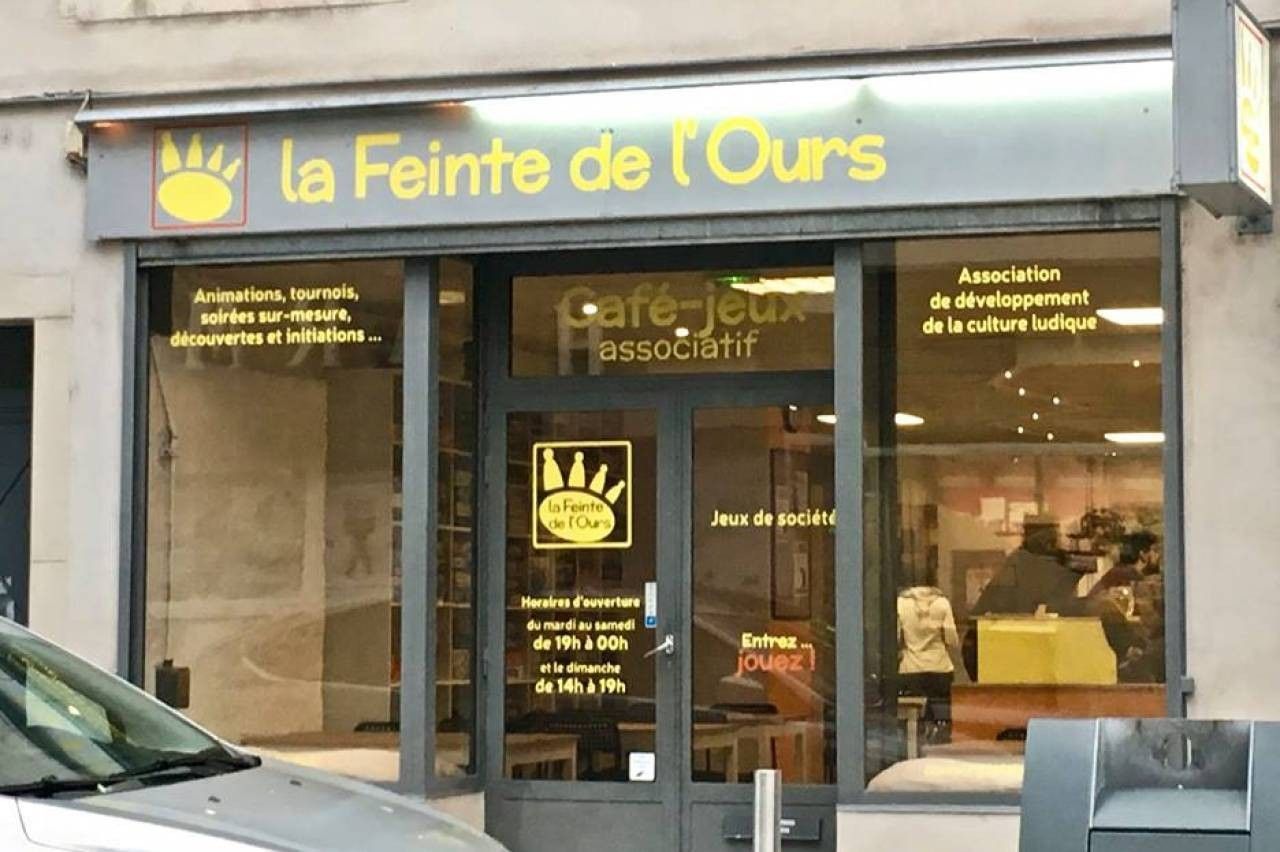 la Feinte de l'Ours
Animations, tournois,
soirées sur-mesure,
découvertes et initiations ...
Café-jeux
associatif
Association
de développement
de la culture ludique
la Feinte
de l'Ours
Jeux de société
Horaires d'ouverture
du mardi au samedi
de 19h à 00h
et le dimanche
de 14h à 19h
Entrez ...
jouez !